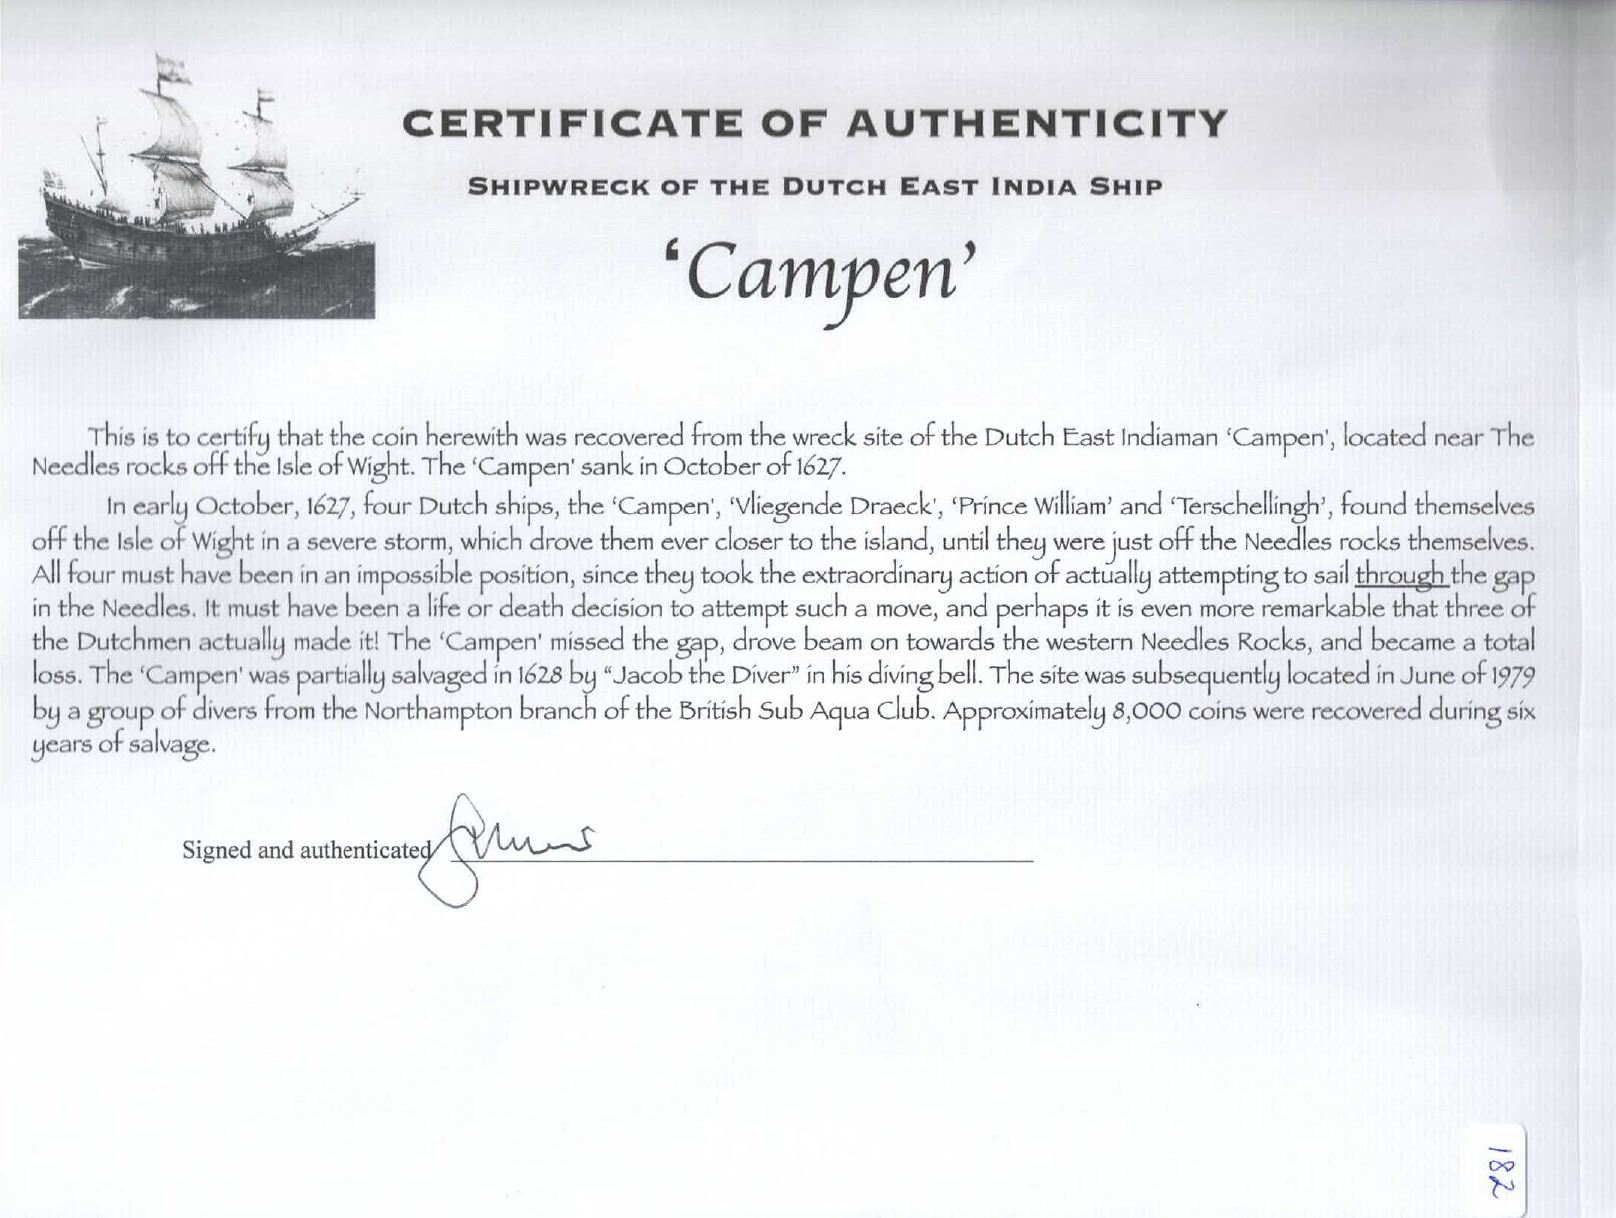 CERTIFICATE OF AUTHENTICITY
SHIPWRECK OF THE DUTCH EAST INDIA SHIP
‘Campen’
This is to certify that the coin herewith was recovered from the wreck site of the Dutch East Indiaman ‘Campen’, located near The
Needles rocks off the Isle of Wight. The ‘Campen’ sank in October of 1627.
In early October, 1627, four Dutch ships, the ‘Campen’, ‘Vliegende Draeck’, ‘Prince William’ and ‘Terschellingh’, found themselves
off the Isle of Wight in a severe storm, which drove them ever closer to the island, until they were just off the Needles rocks themselves.
All four must have been in an impossible position, since they took the extraordinary action of actually attempting to sail through the gap
in the Needles. It must have been a life or death decision to attempt such a move, and perhaps it is even more remarkable that three of
the Dutchmen actually made it! The ‘Campen’ missed the gap, drove beam on towards the western Needles Rocks, and became a total
loss. The ‘Campen’ was partially salvaged in 1628 by “Jacob the Diver” in his diving bell. The site was subsequently located in June of 1979
by a group of divers from the Northampton branch of the British Sub Aqua Club. Approximately 8,000 coins were recovered during six
years of salvage.
Signed and authenticated
182